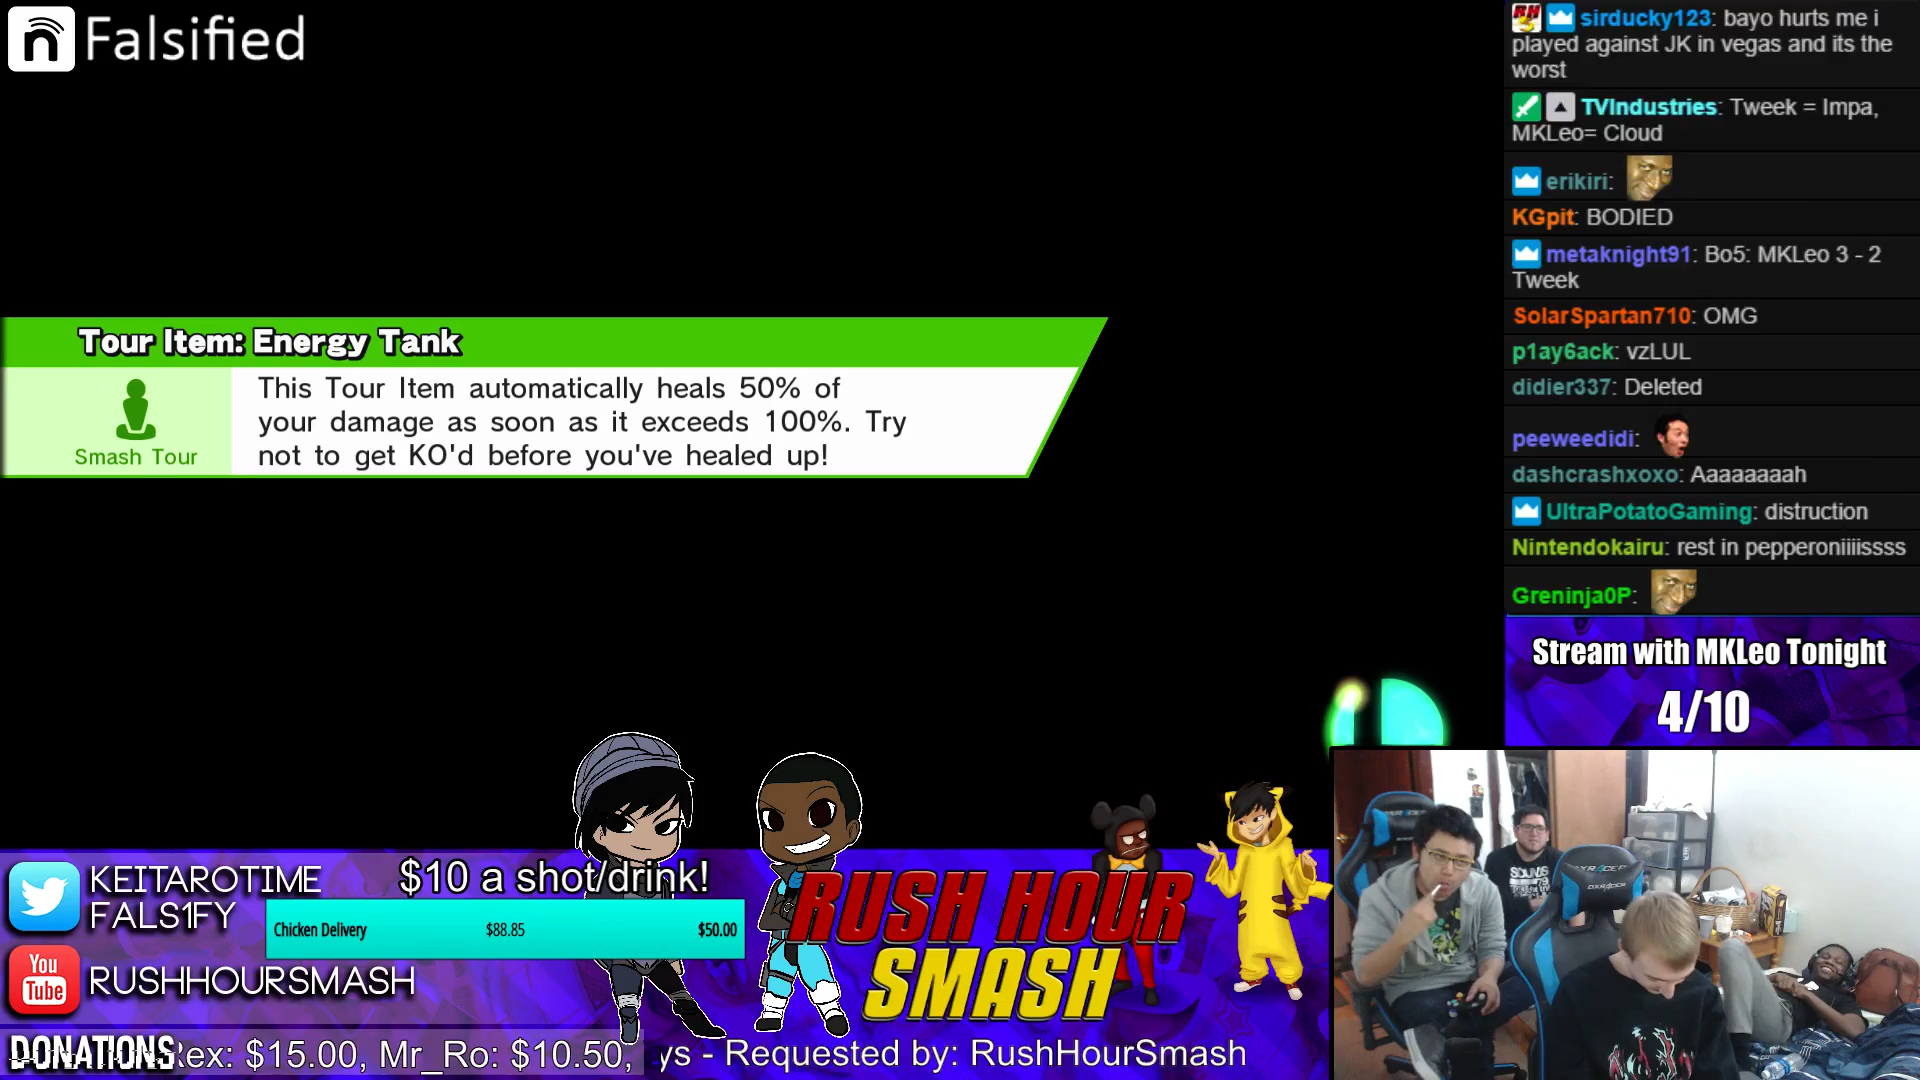 Falsified
sirducky123: bayo hurts me i
played against JK in vegas and its the
worst
TVIndustries: Tweek = Impa,
MKLeo= Cloud
erikiri:
KGpit: BODIED
metaknight91: Bo5: MKLeo 3 - 2
Tweek
SolarSpartan710: OMG
p1ay6ack: vzLUL
didier337: Deleted
peeweedidi:
dashcrashxoxo: Aaaaaaaah
UltraPotatoGaming: distruction
Nintendokairu: rest in pepperoniiiissss
Greninja0P:
Tour Item: Energy Tank
Smash Tour
This Tour Item automatically heals 50% of
your damage as soon as it exceeds 100%. Try
not to get KO'd before you've healed up!
Stream with MKLeo Tonight
4/10
KEITAROTIME
FALS1FY
$10 a shot/drink!
Chicken Delivery $88.85 $50.00
You
Tube
RUSHHOURSMASH
RUSH HOUR
SMASH
DONATIONS
ex: $15.00, Mr_Ro: $10.50,
ys - Requested by: RushHourSmash